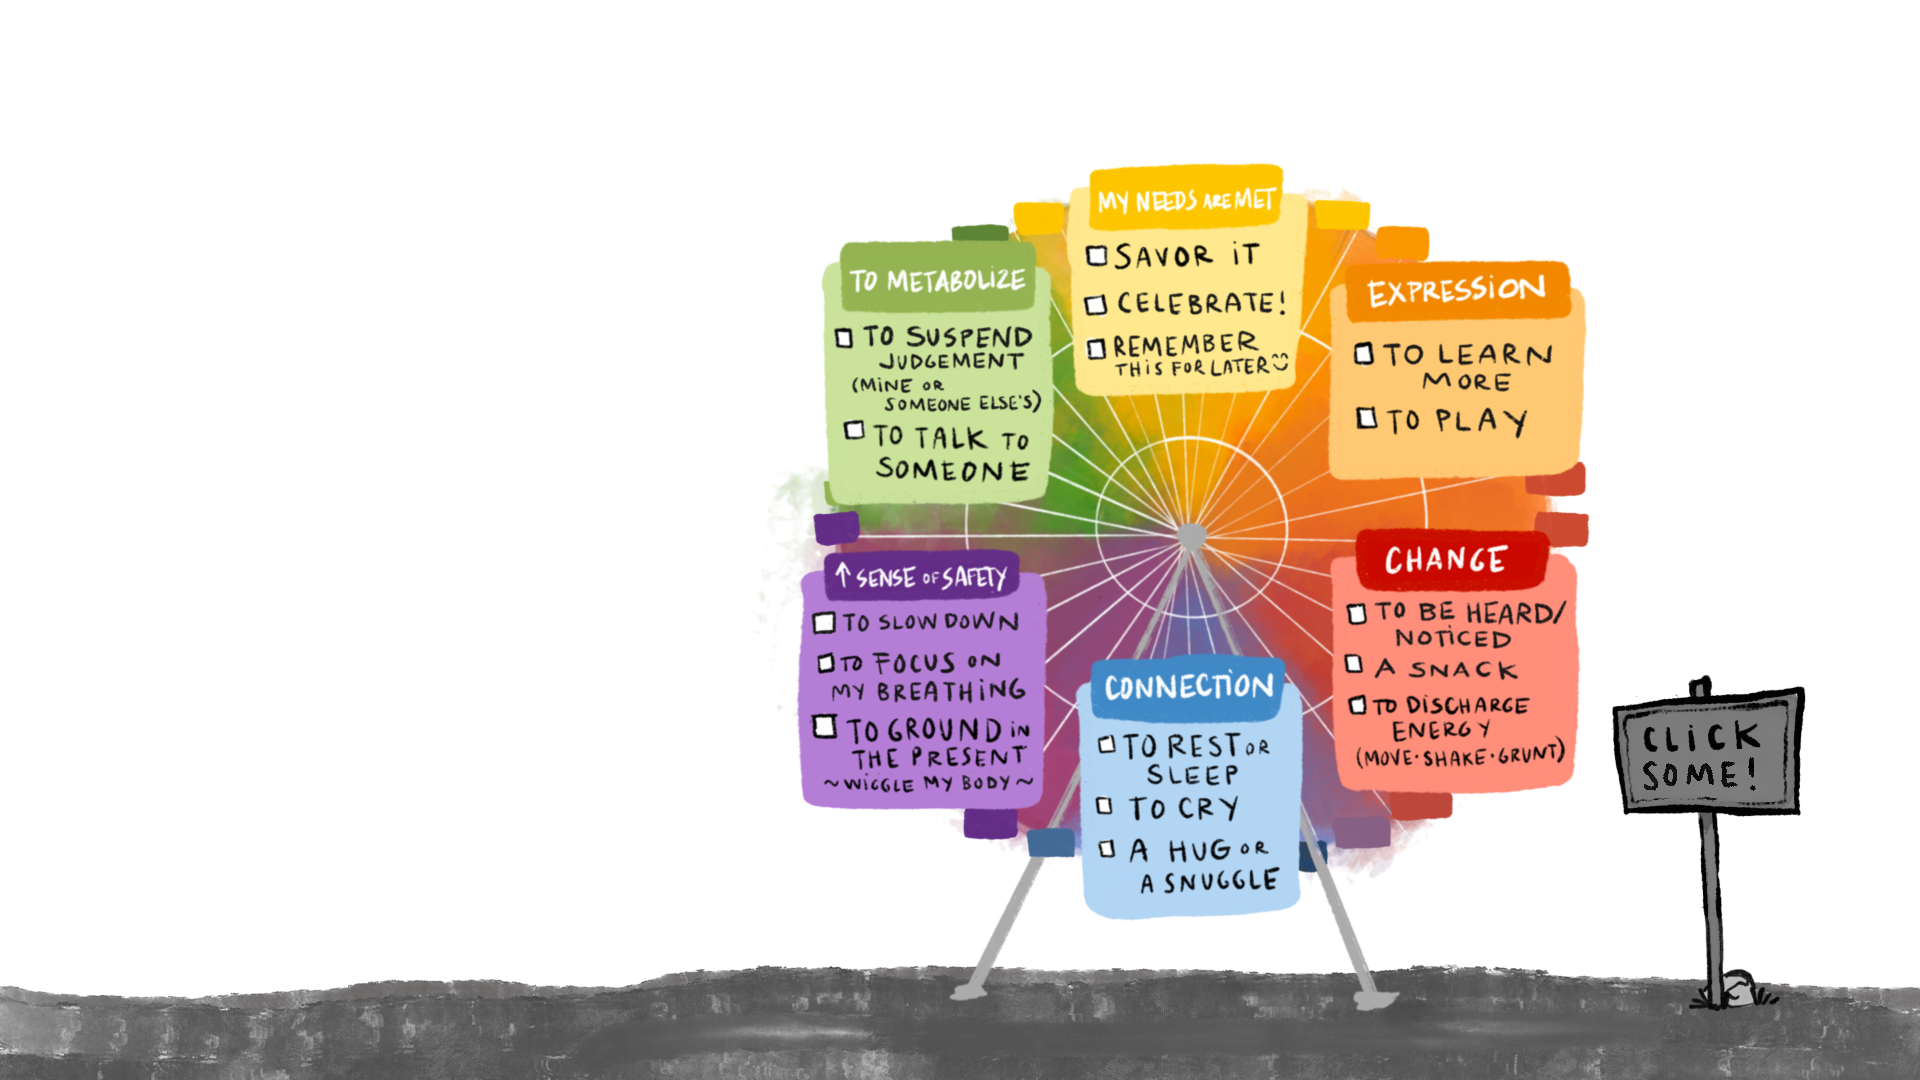 MY NEEDS ARE MET
SAVOR iT
CELEBRATE!
REMEMBER
THiS FOR LATER
TO METABOLIZE
TO SUSPEND
JUDGEMENT
(MiNE OR
SOMEONE ELSE'S)
TO TALK TO
SOMEONE
EXPRESSiON
TO LEARN
MORE
TO PLAY
↑ SENSE OF SAFETY
TO SLOW DOWN
TO FOCUS ON
MY BREATHiNG
TO GROUND iN
THE PRESENT
~ WiGGLE MY BODY ~
CHANGE
TO BE HEARD/
NOTiCED
A SNACK
TO DiSCHARGE
ENERGY
(MOVE·SHAKE·GRUNT)
CONNECTiON
TO REST OR
SLEEP
TO CRY
A HUG OR
A SNUGGLE
CLiCK
SOME!